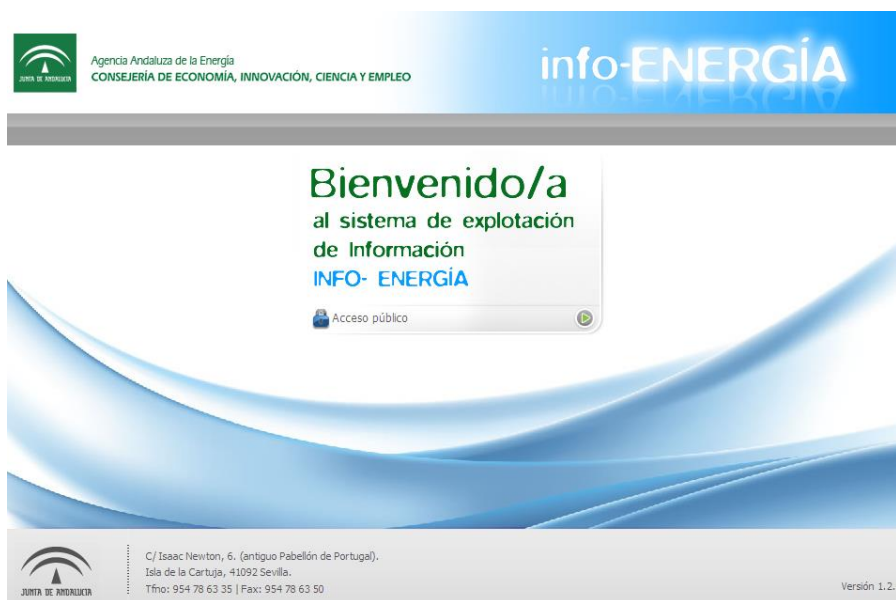 JUNTA DE ANDALUCIA
Agencia Andaluza de la Energía
CONSEJERÍA DE ECONOMÍA, INNOVACIÓN, CIENCIA Y EMPLEO
info-ENERGÍA
Bienvenido/a
al sistema de explotación
de Información
INFO- ENERGÍA
Acceso público
JUNTA DE ANDALUCIA
C/ Isaac Newton, 6. (antiguo Pabellón de Portugal).
Isla de la Cartuja, 41092 Sevilla.
Tfno: 954 78 63 35 | Fax: 954 78 63 50
Versión 1.2.